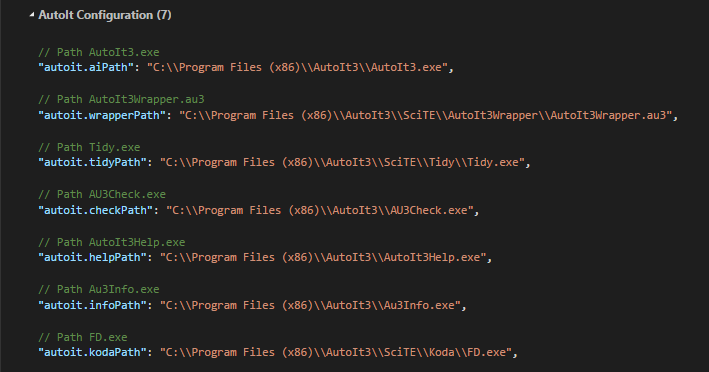 AutoIt Configuration (7)
// Path AutoIt3.exe
"autoit.aiPath": "C:\\Program Files (x86)\\AutoIt3\\AutoIt3.exe",
// Path AutoIt3Wrapper.au3
"autoit.wrapperPath": "C:\\Program Files (x86)\\AutoIt3\\SciTE\\AutoIt3Wrapper\\AutoIt3Wrapper.au3",
// Path Tidy.exe
"autoit.tidyPath": "C:\\Program Files (x86)\\AutoIt3\\SciTE\\Tidy\\Tidy.exe",
// Path AU3Check.exe
"autoit.checkPath": "C:\\Program Files (x86)\\AutoIt3\\AU3Check.exe",
// Path AutoIt3Help.exe
"autoit.helpPath": "C:\\Program Files (x86)\\AutoIt3\\AutoIt3Help.exe",
// Path Au3Info.exe
"autoit.infoPath": "C:\\Program Files (x86)\\AutoIt3\\Au3Info.exe",
// Path FD.exe
"autoit.kodaPath": "C:\\Program Files (x86)\\AutoIt3\\SciTE\\Koda\\FD.exe",